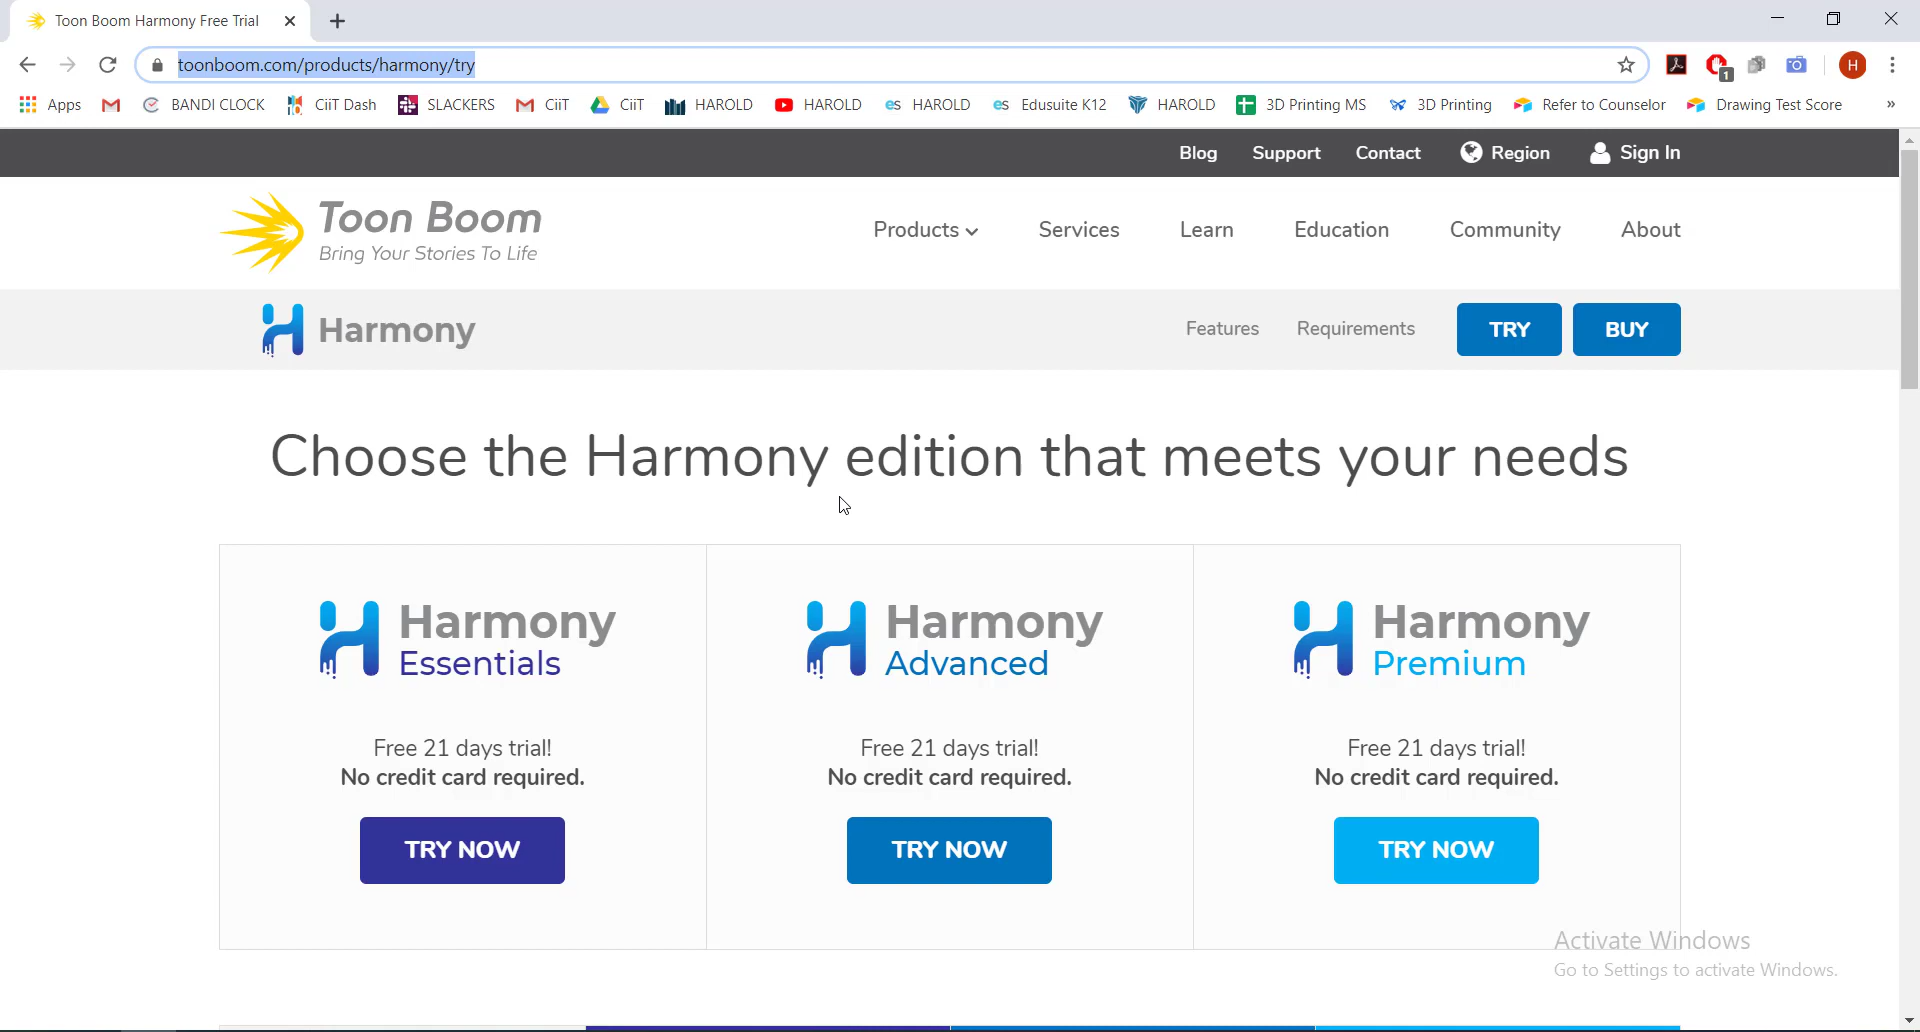 Toon Boom Harmony Free Trial
toonboom.com/products/harmony/try
1
H
Apps BANDI CLOCK CiiT Dash SLACKERS CiiT CiiT HAROLD HAROLD HAROLD Edusuite K12 HAROLD 3D Printing MS 3D Printing Refer to Counselor Drawing Test Score »
Blog Support Contact Region Sign In
Toon Boom
Bring Your Stories To Life
Products Services Learn Education Community About
Harmony
Features Requirements TRY BUY
Choose the Harmony edition that meets your needs
Harmony
Essentials
Free 21 days trial!
No credit card required.
TRY NOW
Harmony
Advanced
Free 21 days trial!
No credit card required.
TRY NOW
Harmony
Premium
Free 21 days trial!
No credit card required.
TRY NOW
Activate Windows
Go to Settings to activate Windows.